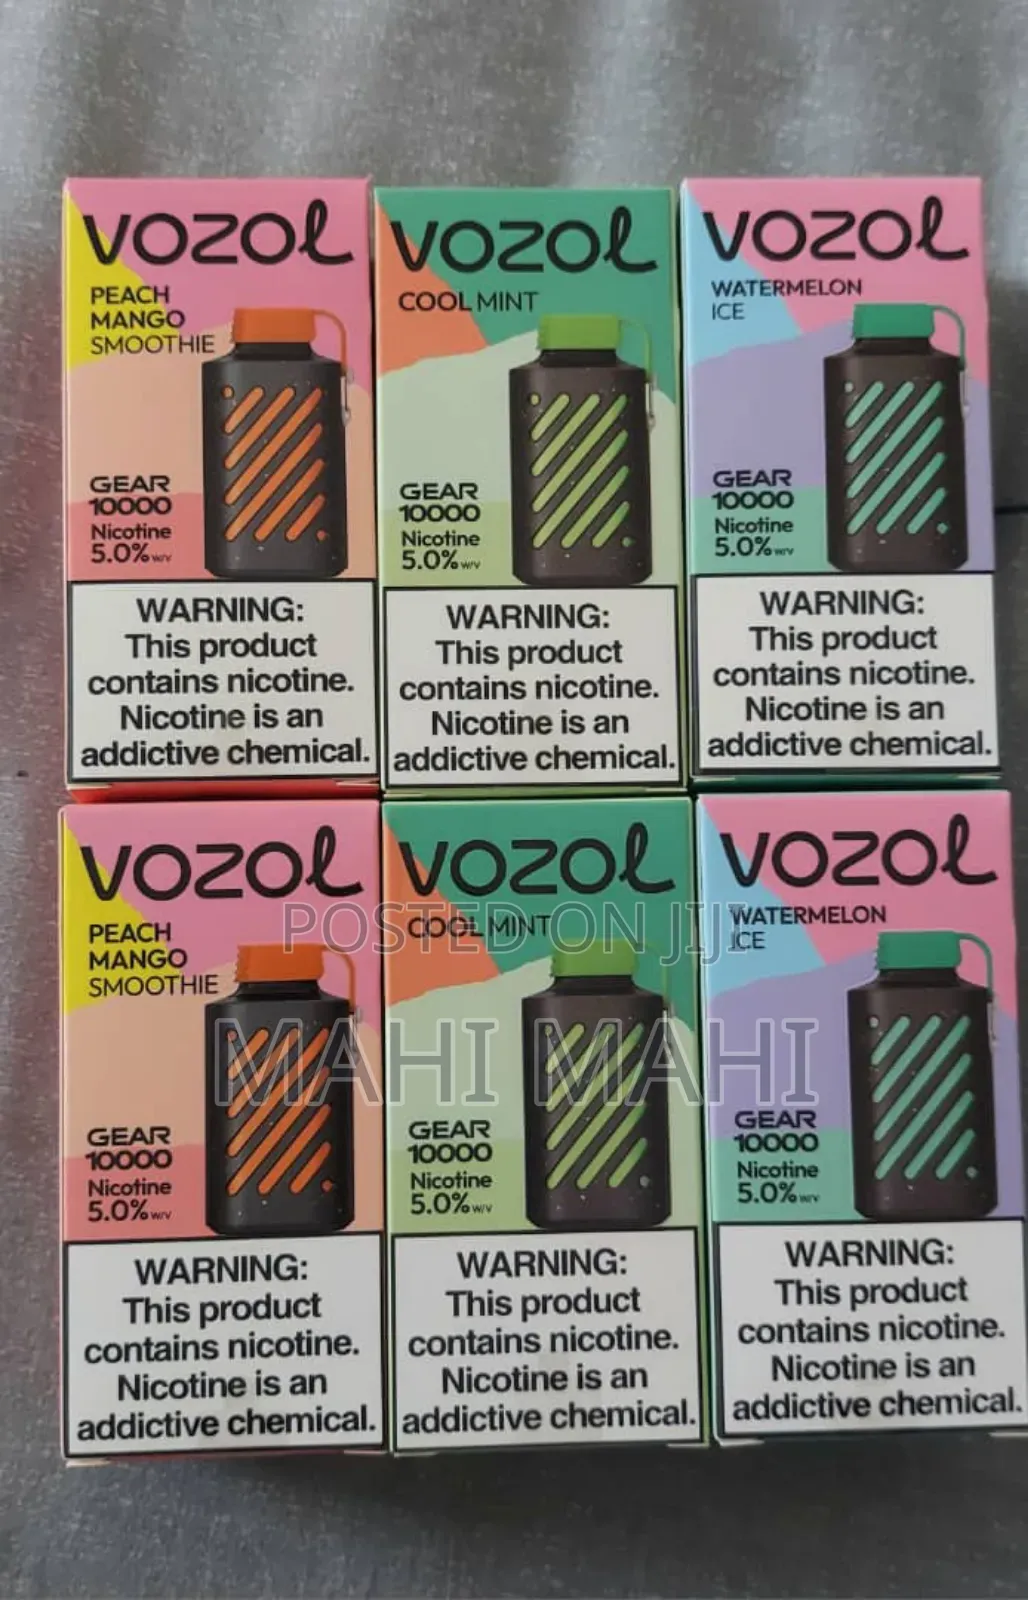 VOZOL
PEACH
MANGO
SMOOTHIE
GEAR
10000
Nicotine
5.0% w/v
WARNING:
This product
contains nicotine.
Nicotine is an
addictive chemical.
VOZOL
COOL MINT
GEAR
10000
Nicotine
5.0% w/v
WARNING:
This product
contains nicotine.
Nicotine is an
addictive chemical.
VOZOL
WATERMELON
ICE
GEAR
10000
Nicotine
5.0% w/v
WARNING:
This product
contains nicotine.
Nicotine is an
addictive chemical.
VOZOL
PEACH
MANGO
SMOOTHIE
GEAR
10000
Nicotine
5.0% w/v
WARNING:
This product
contains nicotine.
Nicotine is an
addictive chemical.
VOZOL
COOL MINT
GEAR
10000
Nicotine
5.0% w/v
WARNING:
This product
contains nicotine.
Nicotine is an
addictive chemical.
VOZOL
WATERMELON
ICE
GEAR
10000
Nicotine
5.0% w/v
WARNING:
This product
contains nicotine.
Nicotine is an
addictive chemical.
POSTED ON JIJI
MAHI MAHI